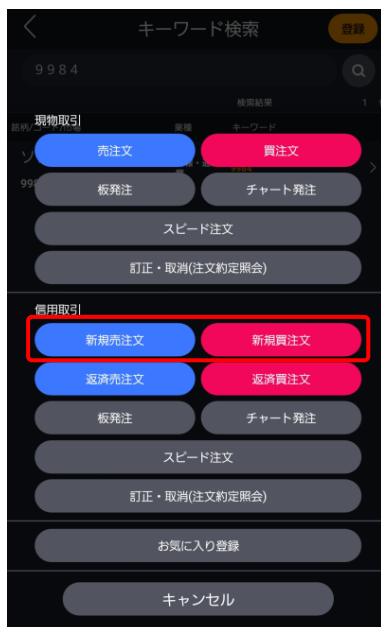 キーワード検索 登録
9984
検索結果 1
銘柄/コード/市場 業種 キーワード
現物取引
ソ
9984
998
売注文 買注文
板発注 チャート発注
スピード注文
訂正・取消(注文約定照会)
信用取引
新規売注文 新規買注文
返済売注文 返済買注文
板発注 チャート発注
スピード注文
訂正・取消(注文約定照会)
お気に入り登録
キャンセル